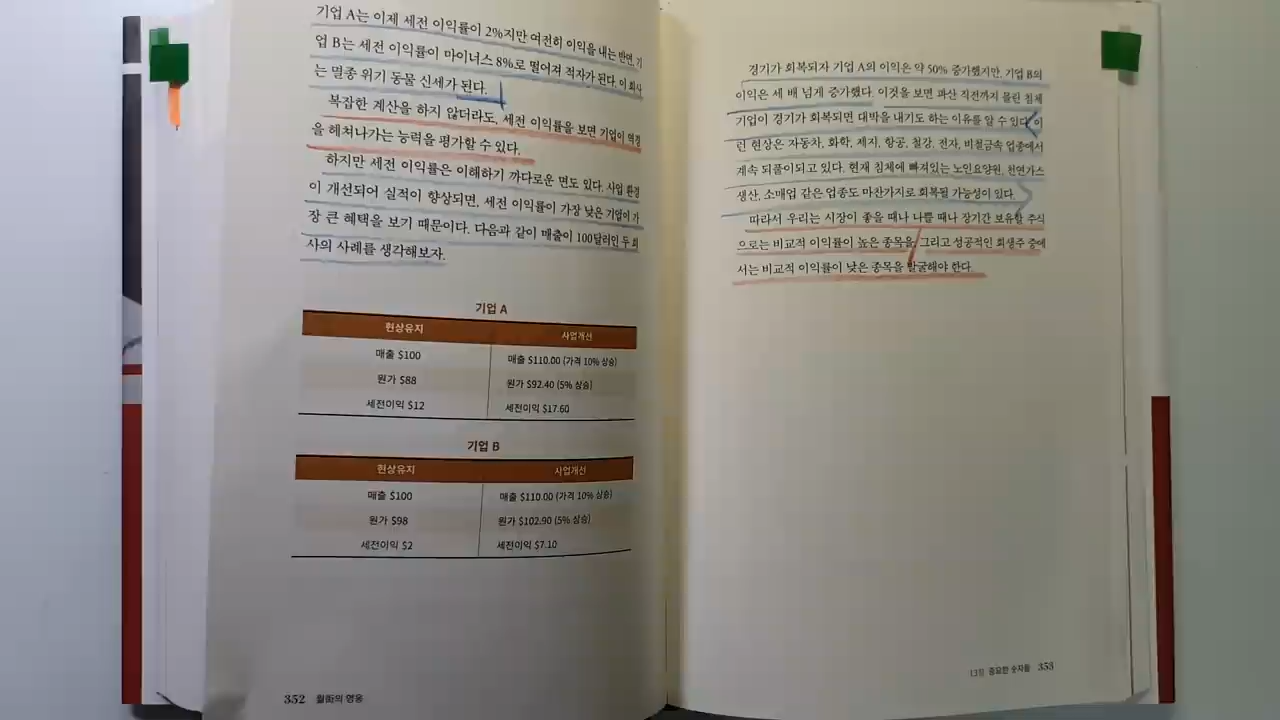 기업 A는 이제 세전 이익률이 2%지만 여전히 이익을 내는 반면, 기
업 B는 세전 이익률이 마이너스 8%로 떨어져 적자가 된다. 이 회사
는 멸종 위기 동물 신세가 된다.
복잡한 계산을 하지 않더라도, 세전 이익률을 보면 기업이 역경
을 헤쳐나가는 능력을 평가할 수 있다.
하지만 세전 이익률은 이해하기 까다로운 면도 있다. 사업 환경
이 개선되어 실적이 향상되면, 세전 이익률이 가장 낮은 기업이 가
장 큰 혜택을 보기 때문이다. 다음과 같이 매출이 100달러인 두 회
사의 사례를 생각해보자.
기업 A
현상유지 사업개선
매출 $100 매출 $110.00 (가격 10% 상승)
원가 $88 원가 $92.40 (5% 상승)
세전이익 $12 세전이익 $17.60
기업 B
현상유지 사업개선
매출 $100 매출 $110.00 (가격 10% 상승)
원가 $98 원가 $102.90 (5% 상승)
세전이익 $2 세전이익 $7.10
352 월街의 영웅
경기가 회복되자 기업 A의 이익은 약 50% 증가했지만, 기업 B의
이익은 세 배 넘게 증가했다. 이것을 보면 파산 직전까지 몰린 침체
기업이 경기가 회복되면 대박을 내기도 하는 이유를 알 수 있다. 이
런 현상은 자동차, 화학, 제지, 항공, 철강, 전자, 비철금속 업종에서
계속 되풀이되고 있다. 현재 침체에 빠져있는 노인요양원, 천연가스
생산, 소매업 같은 업종도 마찬가지로 회복될 가능성이 있다.
따라서 우리는 시장이 좋을 때나 나쁠 때나 장기간 보유할 주식
으로는 비교적 이익률이 높은 종목을, 그리고 성공적인 회생주 중에
서는 비교적 이익률이 낮은 종목을 발굴해야 한다.
13장 중요한 숫자들 353